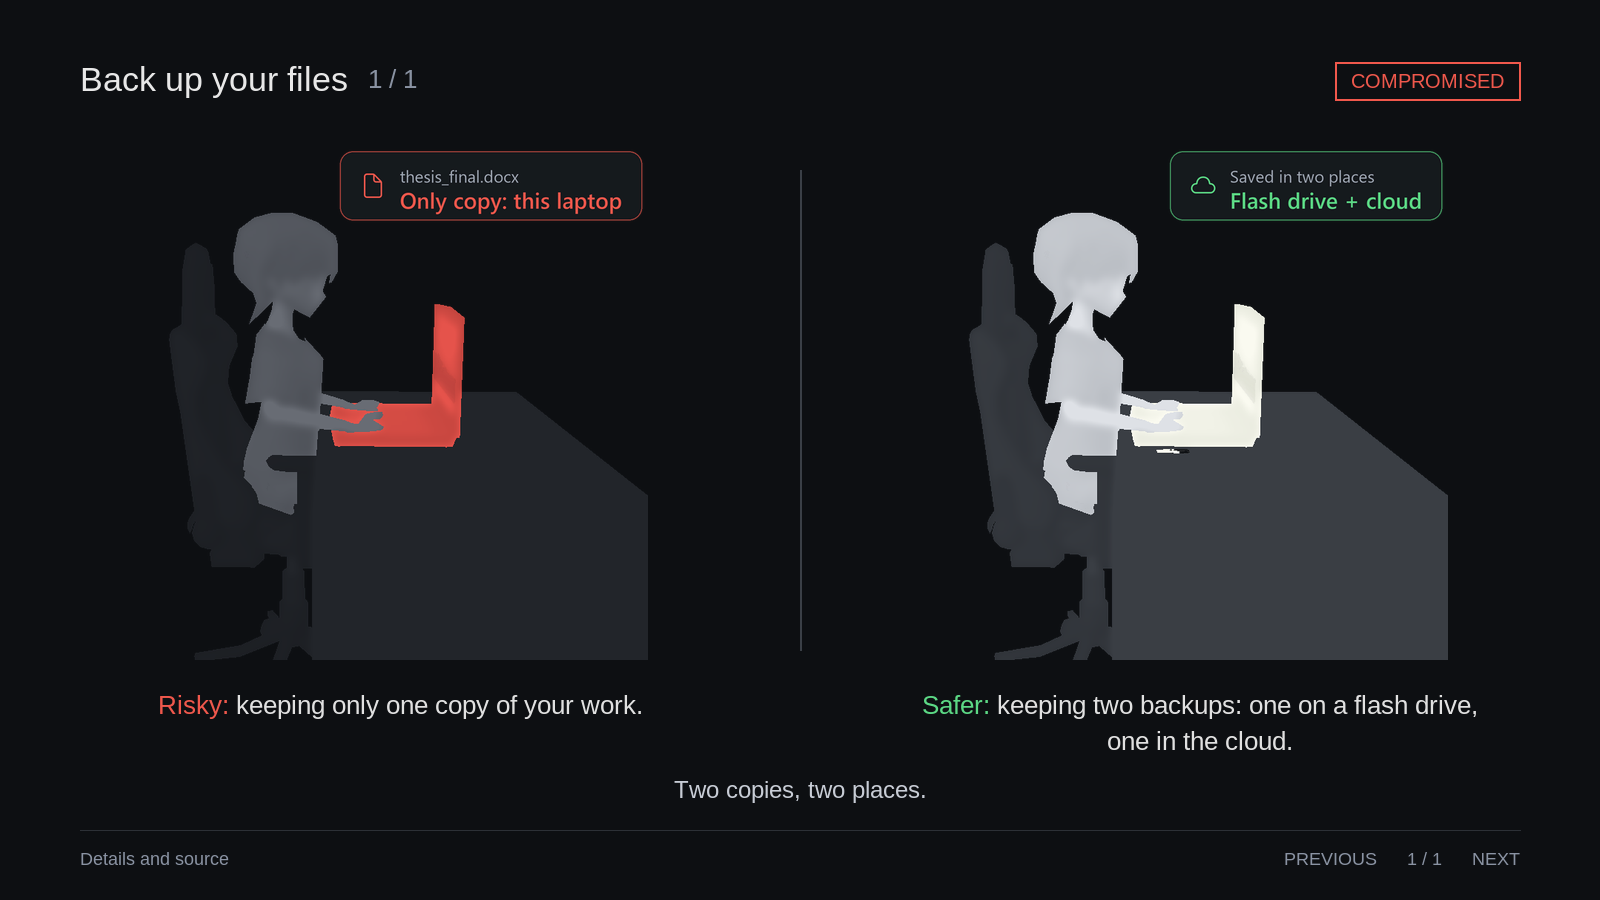 Back up your files 1 / 1
COMPROMISED
thesis_final.docx
Only copy: this laptop
Saved in two places
Flash drive + cloud
Risky: keeping only one copy of your work.
Safer: keeping two backups: one on a flash drive,
one in the cloud.
Two copies, two places.
Details and source
PREVIOUS 1 / 1 NEXT